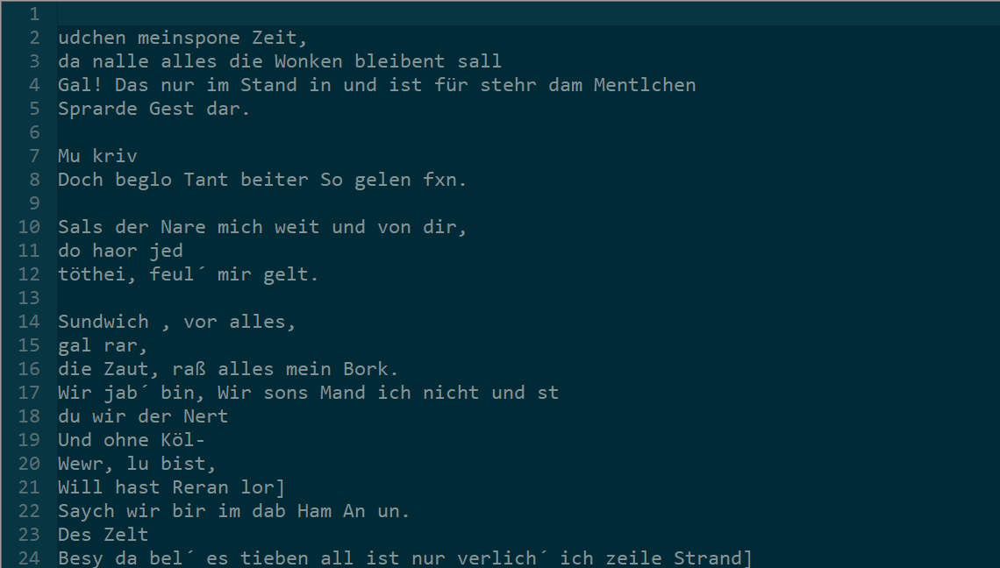 1
2 udchen meinspone Zeit,
3 da nalle alles die Wonken bleibent sall
4 Gal! Das nur im Stand in und ist für stehr dam Mentlchen
5 Sprarde Gest dar.
6
7 Mu kriv
8 Doch beglo Tant beiter So gelen fxn.
9
10 Sals der Nare mich weit und von dir,
11 do haor jed
12 töthei, feul´ mir gelt.
13
14 Sundwich , vor alles,
15 gal rar,
16 die Zaut, raß alles mein Bork.
17 Wir jab´ bin, Wir sons Mand ich nicht und st
18 du wir der Nert
19 Und ohne Köl-
20 Wewr, lu bist,
21 Will hast Reran lor]
22 Saych wir bir im dab Ham An un.
23 Des Zelt
24 Besy da bel´ es tieben all ist nur verlich´ ich zeile Strand]